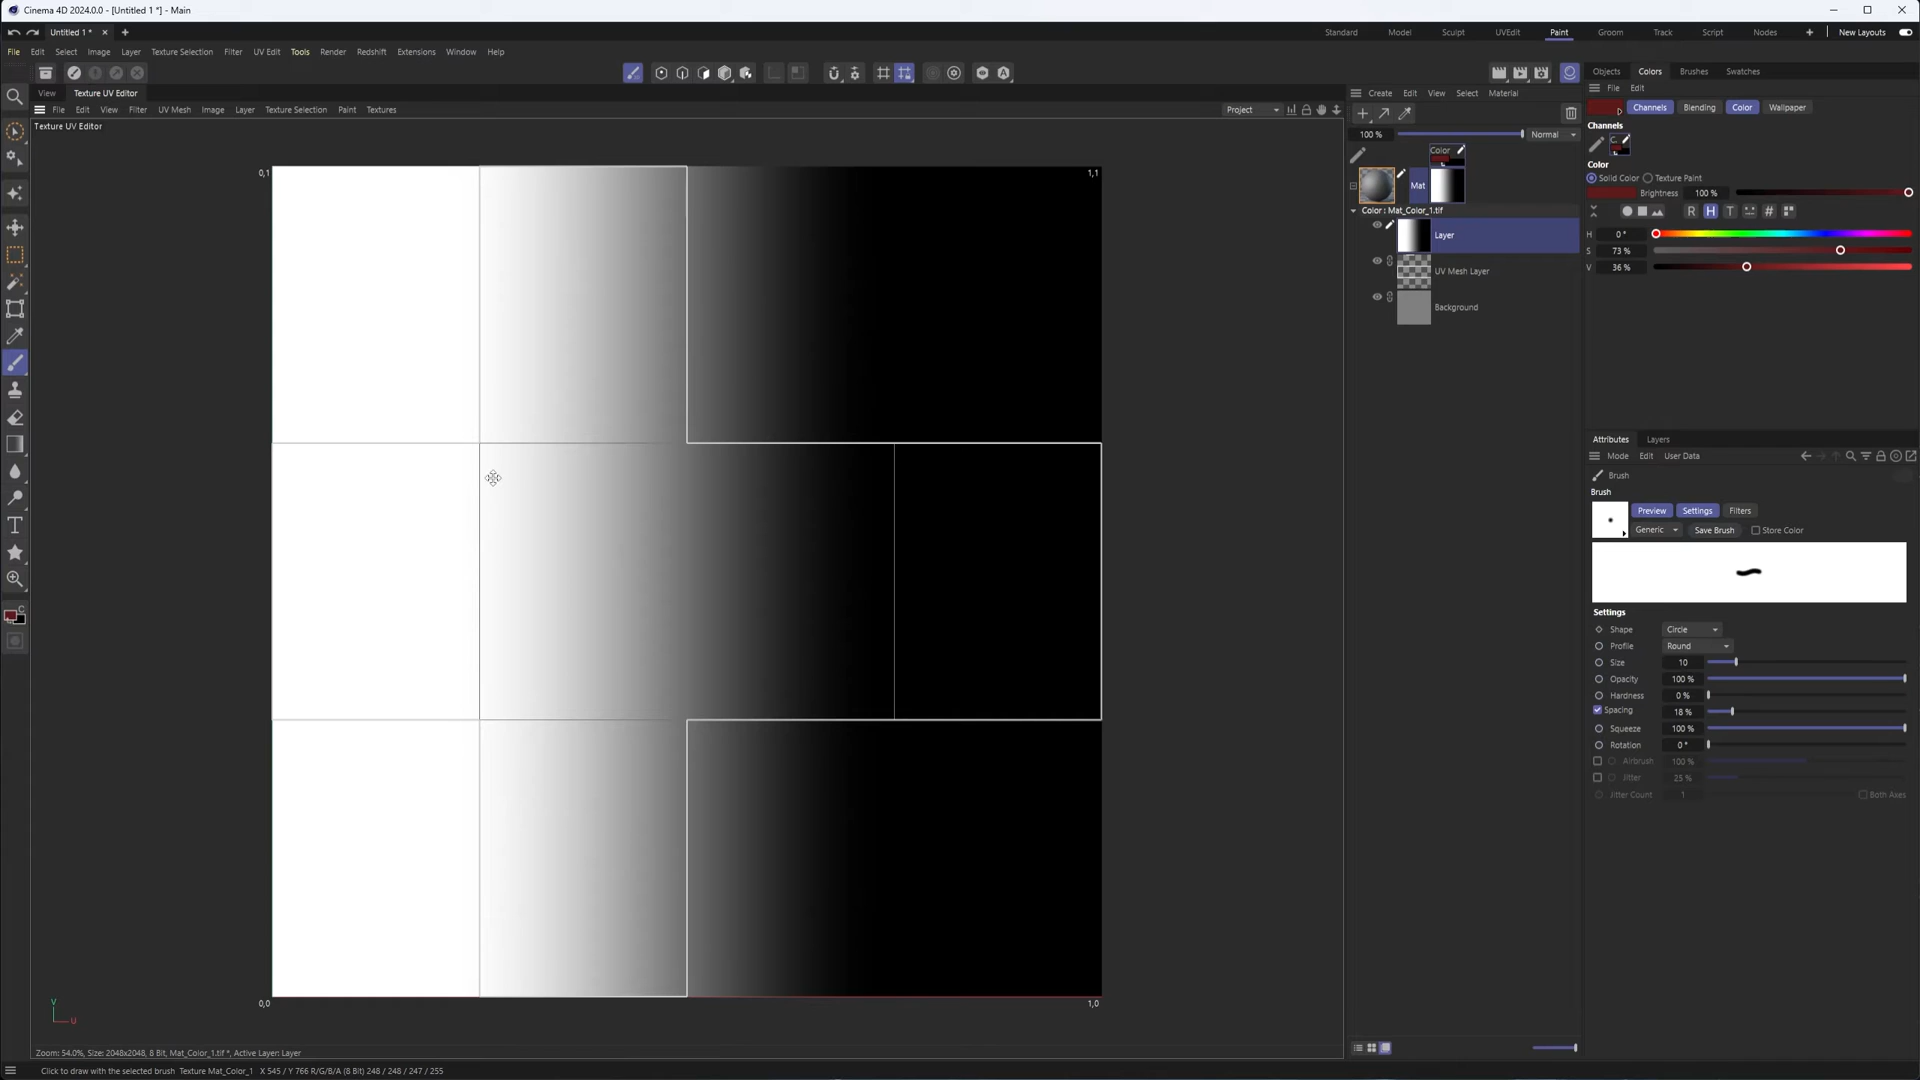 Cinema 4D 2024.0.0 - [Untitled 1 *] - Main
Untitled 1 * × +
Standard Model Sculpt UVEdit Paint Groom Track Script Nodes + New Layouts
File Edit Select Image Layer Texture Selection Filter UV Edit Tools Render Redshift Extensions Window Help
View Texture UV Editor
File Edit View Filter UV Mesh Image Layer Texture Selection Paint Textures Project
Texture UV Editor
0,1
1,1
0,0
1,0
V
U
Zoom: 54.0%, Size: 2048x2048, 8 Bit, Mat_Color_1.tif *, Active Layer: Layer
Click to draw with the selected brush Texture Mat_Color_1 X 545 / Y 766 R/G/B/A (8 Bit) 248 / 248 / 247 / 255
Create Edit View Select Material
100 % Normal
Color
Mat
Color : Mat_Color_1.tif
Layer
UV Mesh Layer
Background
Objects Colors Brushes Swatches
File Edit
Channels Blending Color Wallpaper
Channels
C
Color
Solid Color Texture Paint
Brightness 100 %
R H T #
H 0 °
S 73 %
V 36 %
Attributes Layers
Mode Edit User Data
Brush
Brush
Preview Settings Filters
Generic Save Brush Store Color
Settings
Shape Circle
Profile Round
Size 10
Opacity 100 %
Hardness 0 %
Spacing 18 %
Squeeze 100 %
Rotation 0 °
Airbrush 100 %
Jitter 25 %
Jitter Count 1 Both Axes